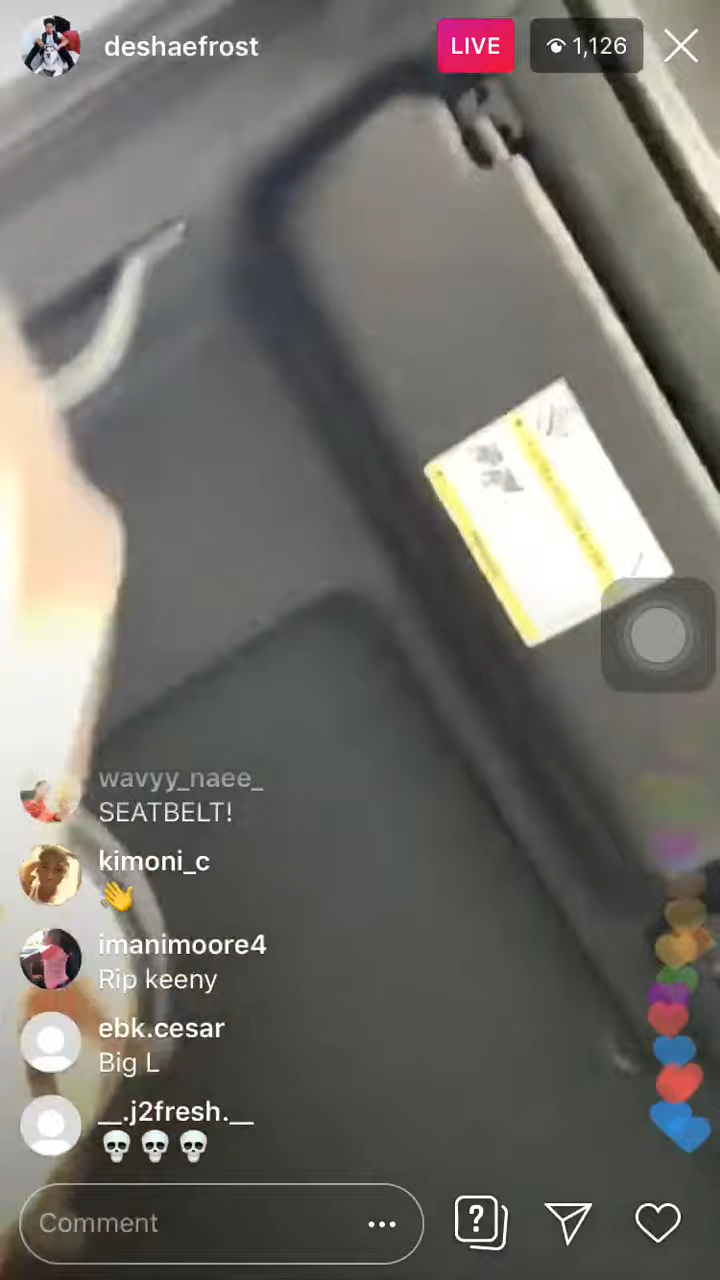 deshaefrost
LIVE
1,126
wavyy_naee_
SEATBELT!
kimoni_c
👋
imanimoore4
Rip keeny
ebk.cesar
Big L
__.j2fresh.__
💀💀💀
Comment